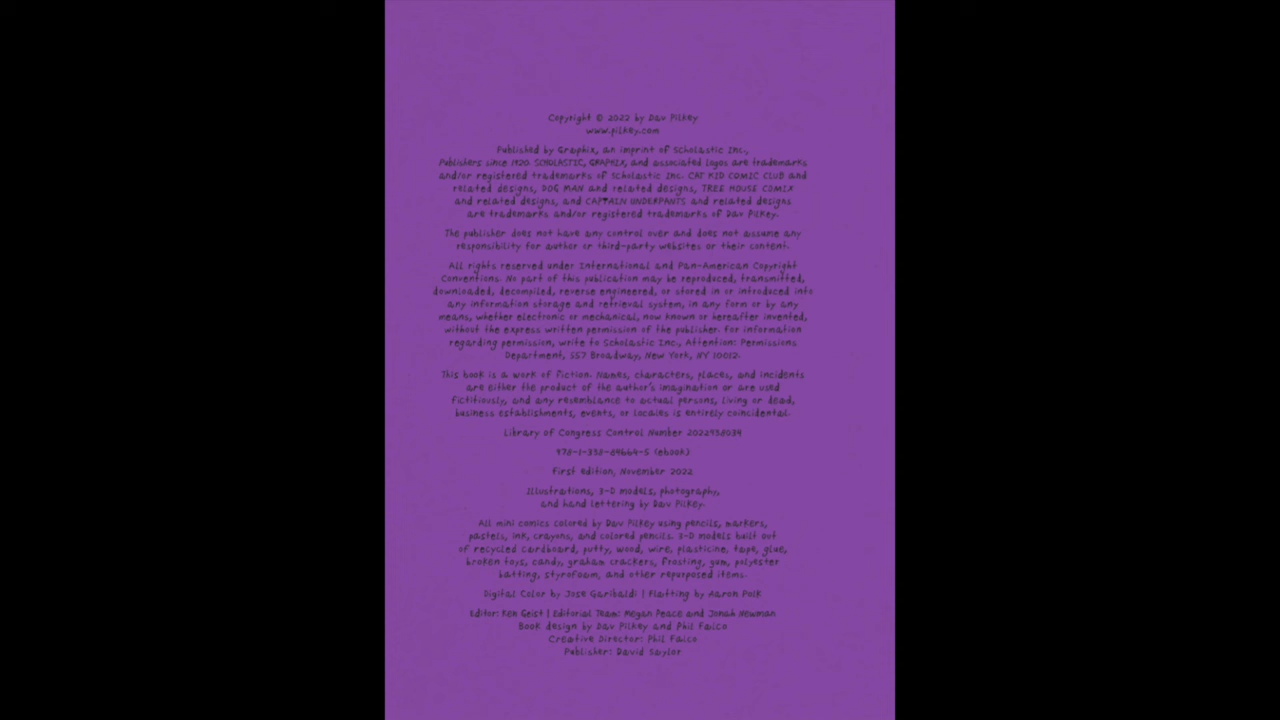 Copyright © 2022 by Dav Pilkey
www.pilkey.com
Published by Graphix, an imprint of Scholastic Inc.,
Publishers since 1920. SCHOLASTIC, GRAPHIX, and associated logos are trademarks
and/or registered trademarks of Scholastic Inc. CAT KID COMIC CLUB and
related designs, DOG MAN and related designs, TREE HOUSE COMIX
and related designs, and CAPTAIN UNDERPANTS and related designs
are trademarks and/or registered trademarks of Dav Pilkey.
The publisher does not have any control over and does not assume any
responsibility for author or third-party websites or their content.
All rights reserved under International and Pan-American Copyright
Conventions. No part of this publication may be reproduced, transmitted,
downloaded, decompiled, reverse engineered, or stored in or introduced into
any information storage and retrieval system, in any form or by any
means, whether electronic or mechanical, now known or hereafter invented,
without the express written permission of the publisher. For information
regarding permission, write to Scholastic Inc., Attention: Permissions
Department, 557 Broadway, New York, NY 10012.
This book is a work of fiction. Names, characters, places, and incidents
are either the product of the author's imagination or are used
fictitiously, and any resemblance to actual persons, living or dead,
business establishments, events, or locales is entirely coincidental.
Library of Congress Control Number 2022938034
978-1-338-84664-5 (ebook)
First edition, November 2022
Illustrations, 3-D models, photography,
and hand lettering by Dav Pilkey.
All mini comics colored by Dav Pilkey using pencils, markers,
pastels, ink, crayons, and colored pencils. 3-D models built out
of recycled cardboard, putty, wood, wire, plasticine, tape, glue,
broken toys, candy, graham crackers, frosting, gum, polyester
batting, styrofoam, and other repurposed items.
Digital Color by Jose Garibaldi | Flatting by Aaron Polk
Editor: Ken Geist | Editorial Team: Megan Peace and Jonah Newman
Book design by Dav Pilkey and Phil Falco
Creative Director: Phil Falco
Publisher: David Saylor